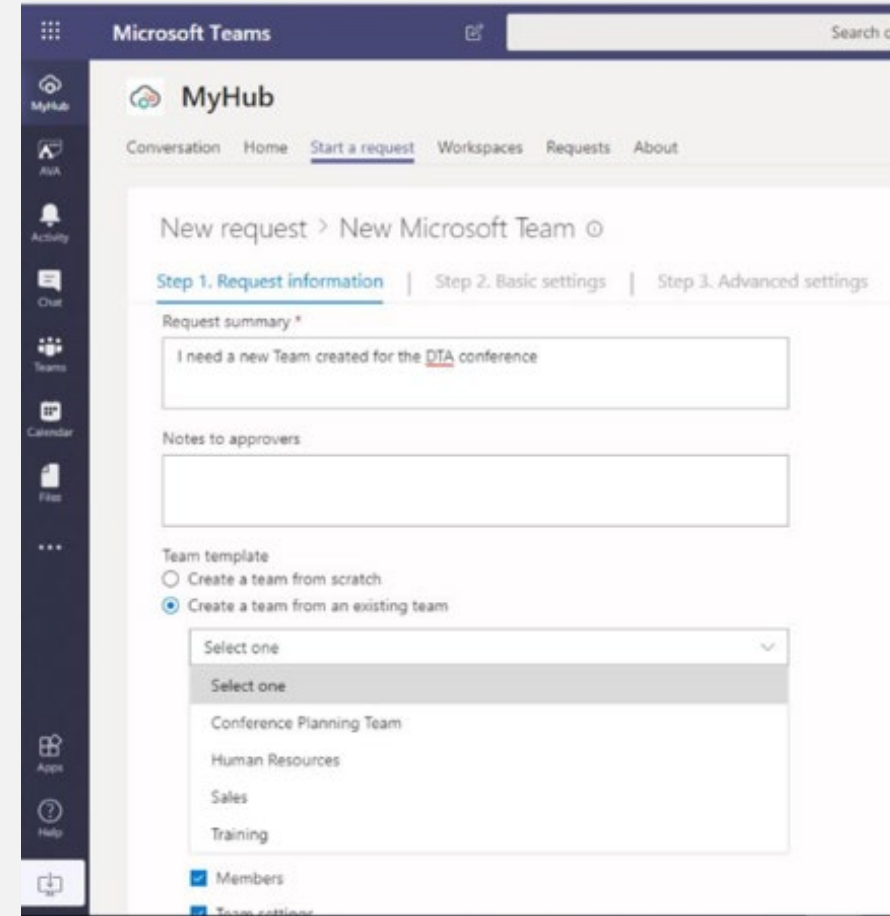 Microsoft Teams
Search
MyHub
AVA
Activity
Chat
Teams
Calendar
Files
Apps
Help
MyHub
Conversation Home Start a request Workspaces Requests About
New request > New Microsoft Team
Step 1. Request information | Step 2. Basic settings | Step 3. Advanced settings
Request summary *
I need a new Team created for the DTA conference
Notes to approvers
Team template
Create a team from scratch
Create a team from an existing team
Select one
Select one
Conference Planning Team
Human Resources
Sales
Training
Members
Team settings